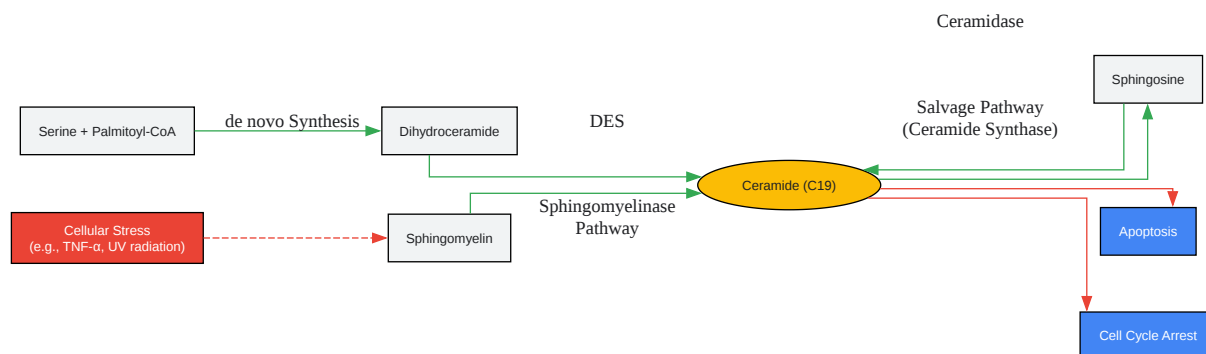 Ceramidase
Sphingosine
Serine + Palmitoyl-CoA
de novo Synthesis
Dihydroceramide
DES
Salvage Pathway
(Ceramide Synthase)
Ceramide (C19)
Cellular Stress
(e.g., TNF-α, UV radiation)
Sphingomyelin
Sphingomyelinase
Pathway
Apoptosis
Cell Cycle Arrest